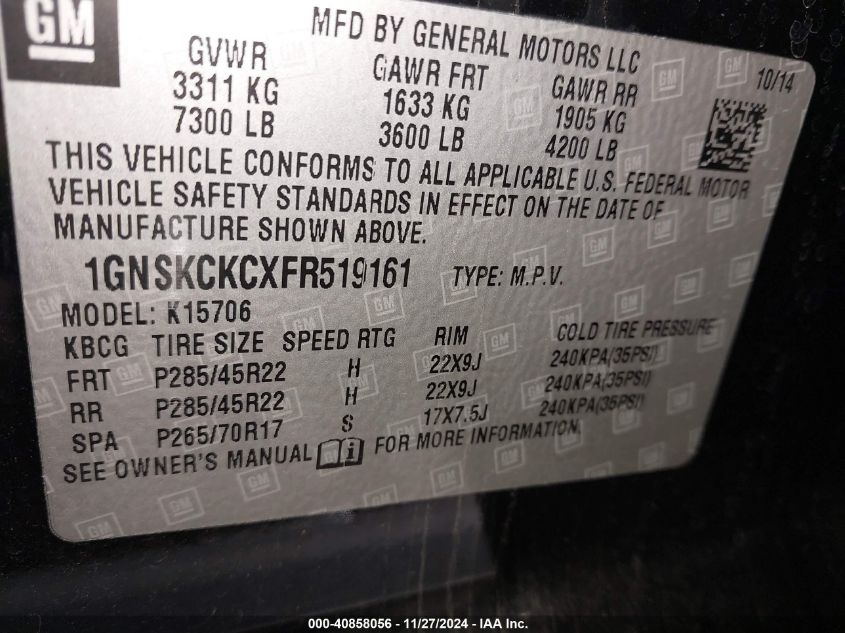 GM
MFD BY GENERAL MOTORS LLC
10/14
GVWR GAWR FRT GAWR RR
3311 KG 1633 KG 1905 KG
7300 LB 3600 LB 4200 LB
THIS VEHICLE CONFORMS TO ALL APPLICABLE U.S. FEDERAL MOTOR
VEHICLE SAFETY STANDARDS IN EFFECT ON THE DATE OF
MANUFACTURE SHOWN ABOVE.
1GNSKCKCXFR519161 TYPE: M.P.V.
MODEL: K15706
KBCG TIRE SIZE SPEED RTG RIM COLD TIRE PRESSURE
FRT P285/45R22 H 22X9J 240KPA(35PSI)
RR P285/45R22 H 22X9J 240KPA(35PSI)
SPA P265/70R17 S 17X7.5J 240KPA(35PSI)
SEE OWNER'S MANUAL FOR MORE INFORMATION.
000-40858056 - 11/27/2024 - IAA Inc.